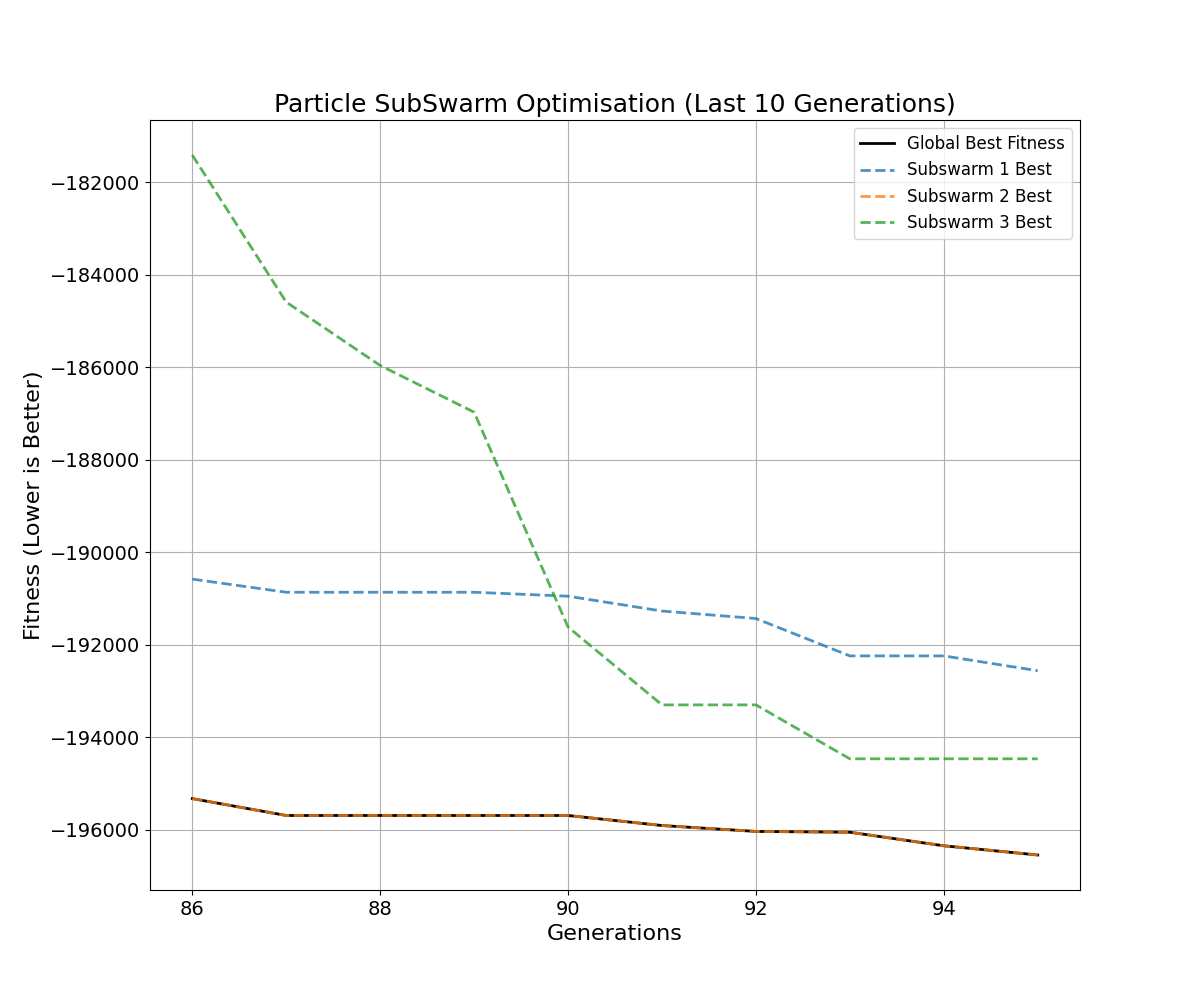 Particle SubSwarm Optimisation (Last 10 Generations)
Global Best Fitness
Subswarm 1 Best
Subswarm 2 Best
Subswarm 3 Best
Fitness (Lower is Better)
−182000
−184000
−186000
−188000
−190000
−192000
−194000
−196000
86 88 90 92 94
Generations